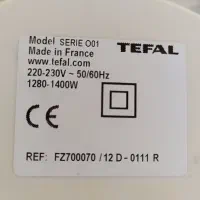 Model SERIE O01
Made in France
www.tefal.com
TEFAL
220-230V ~ 50/60Hz
1280-1400W
CE
REF: FZ700070 / 12 D - 0111 R